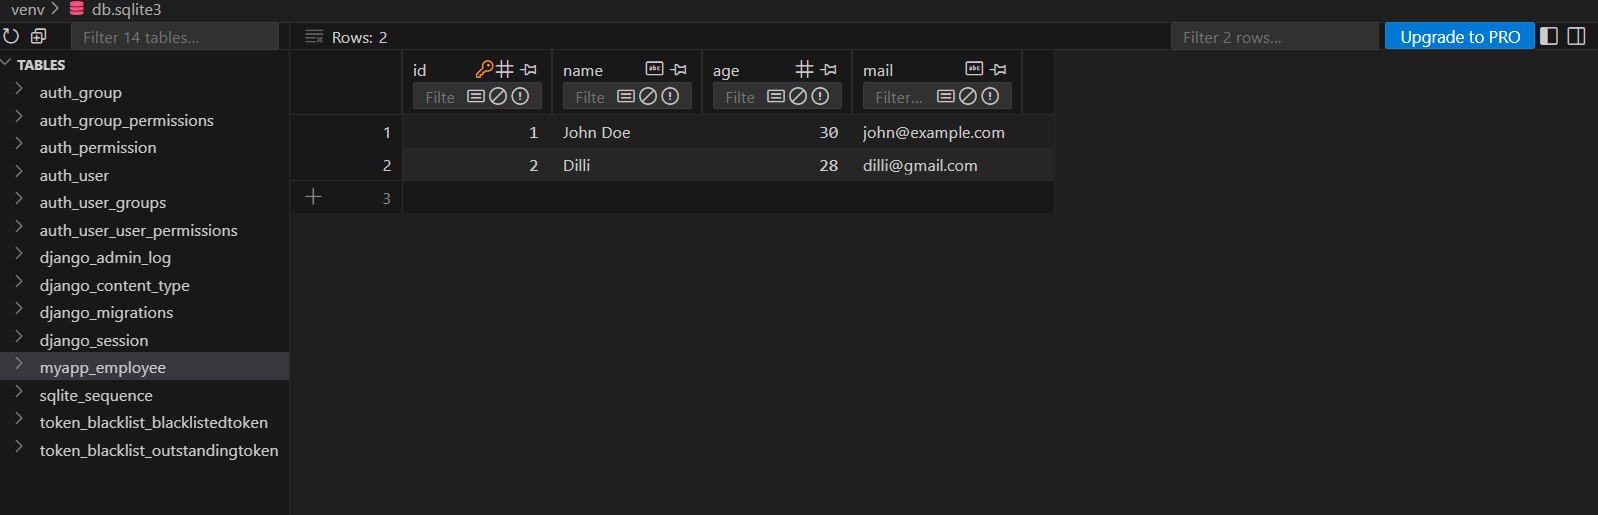 venv > db.sqlite3
Filter 14 tables... Rows: 2 Filter 2 rows... Upgrade to PRO
TABLES
auth_group
auth_group_permissions
auth_permission
auth_user
auth_user_groups
auth_user_user_permissions
django_admin_log
django_content_type
django_migrations
django_session
myapp_employee
sqlite_sequence
token_blacklist_blacklistedtoken
token_blacklist_outstandingtoken
id name abc age mail abc
Filte Filte Filte Filter...
1 1 John Doe 30 john@example.com
2 2 Dilli 28 dilli@gmail.com
3